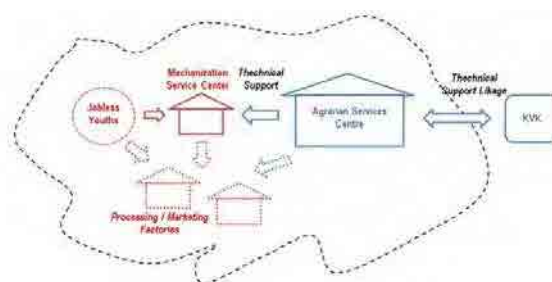 Mechanization
Service Center
Thechnical
Support
Thechnical
Support Likage
Jobless
Youths
Agrarian Services
Centre
KVK
Processing / Marketing
Factories